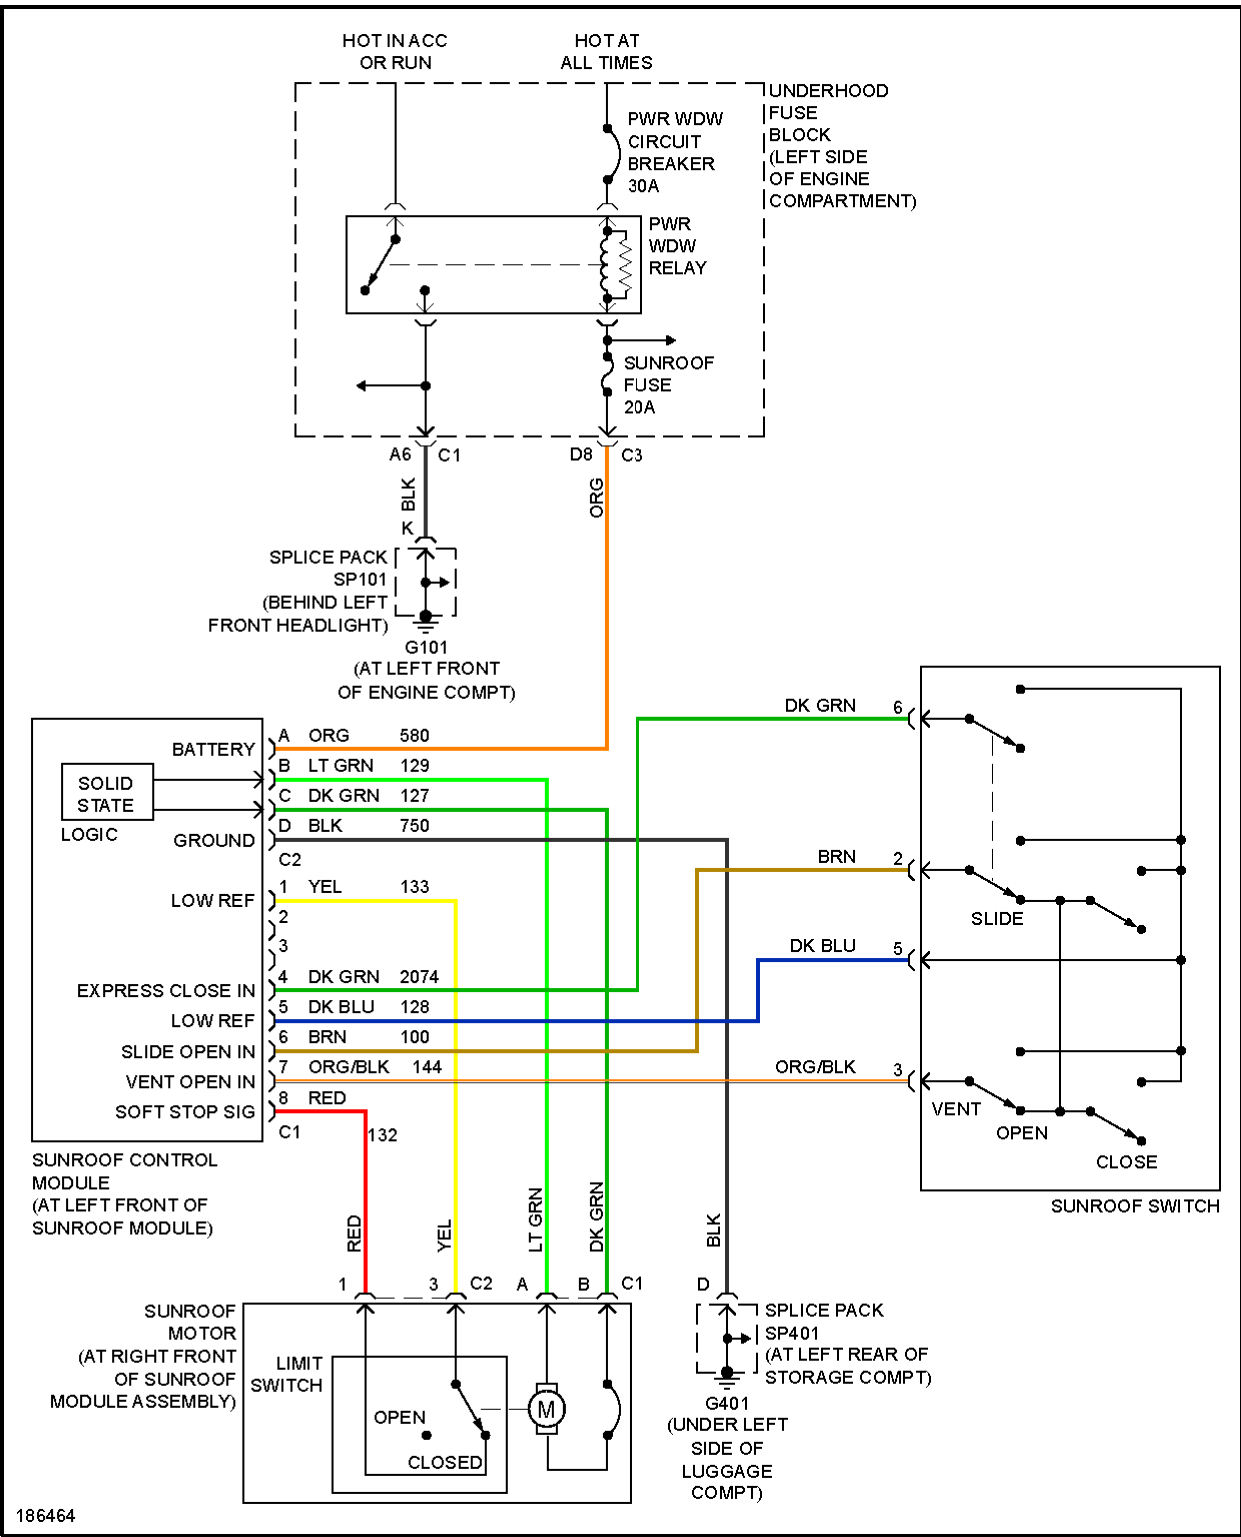 HOT IN ACC
OR RUN
HOT AT
ALL TIMES
UNDERHOOD
FUSE
BLOCK
(LEFT SIDE
OF ENGINE
COMPARTMENT)
PWR WDW
CIRCUIT
BREAKER
30A
PWR
WDW
RELAY
SUNROOF
FUSE
20A
A6 C1
D8 C3
BLK
ORG
K
SPLICE PACK
SP101
(BEHIND LEFT
FRONT HEADLIGHT)
G101
(AT LEFT FRONT
OF ENGINE COMPT)
BATTERY
A ORG 580
B LT GRN 129
SOLID
STATE
LOGIC
C DK GRN 127
D BLK 750
GROUND
C2
1 YEL 133
LOW REF
2
3
4 DK GRN 2074
EXPRESS CLOSE IN
5 DK BLU 128
LOW REF
6 BRN 100
SLIDE OPEN IN
7 ORG/BLK 144
VENT OPEN IN
8 RED
SOFT STOP SIG
C1
132
SUNROOF CONTROL
MODULE
(AT LEFT FRONT OF
SUNROOF MODULE)
DK GRN 6
BRN 2
SLIDE
DK BLU 5
ORG/BLK 3
VENT
OPEN
CLOSE
SUNROOF SWITCH
RED
YEL
LT GRN
DK GRN
BLK
1
3 C2
A
B C1
D
SUNROOF
MOTOR
(AT RIGHT FRONT
OF SUNROOF
MODULE ASSEMBLY)
LIMIT
SWITCH
OPEN
CLOSED
M
SPLICE PACK
SP401
(AT LEFT REAR OF
STORAGE COMPT)
G401
(UNDER LEFT
SIDE OF
LUGGAGE
COMPT)
186464